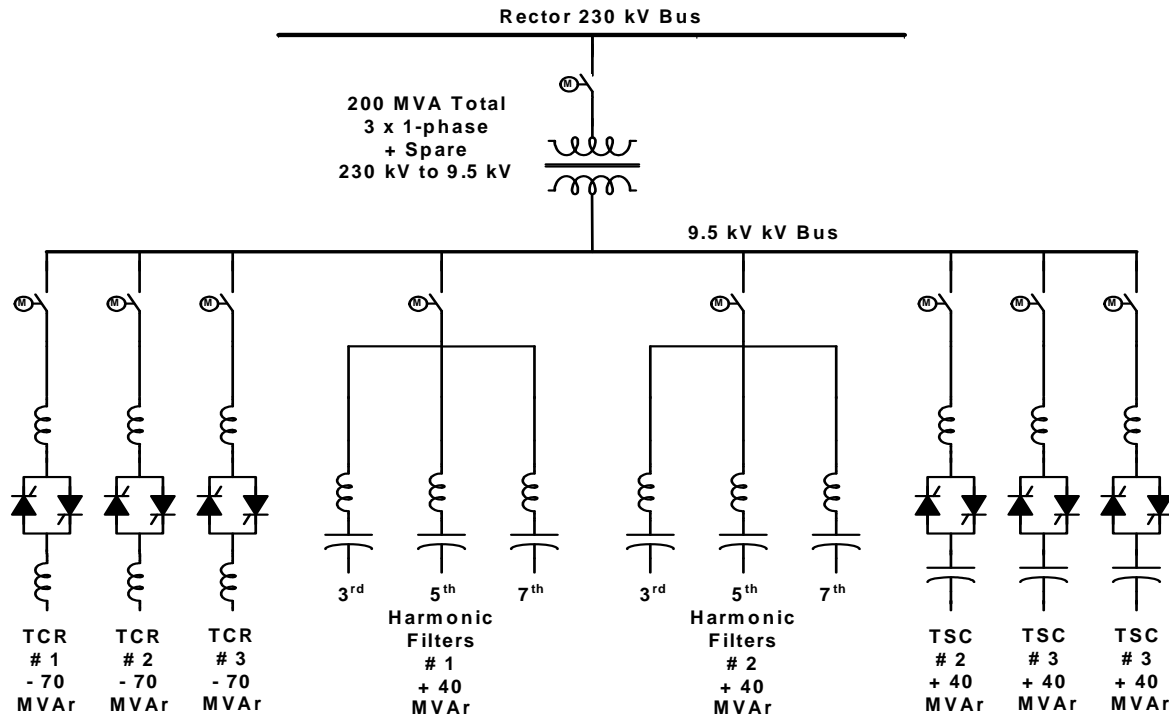 Rector 230 kV Bus
M
200 MVA Total
3 x 1-phase
+ Spare
230 kV to 9.5 kV
9.5 kV kV Bus
M M M M M M M M
3rd 5th 7th 3rd 5th 7th
Harmonic
Filters
# 1
+ 40
MVAr
Harmonic
Filters
# 2
+ 40
MVAr
TCR
# 1
- 70
MVAr
TCR
# 2
- 70
MVAr
TCR
# 3
- 70
MVAr
TSC
# 2
+ 40
MVAr
TSC
# 3
+ 40
MVAr
TSC
# 3
+ 40
MVAr